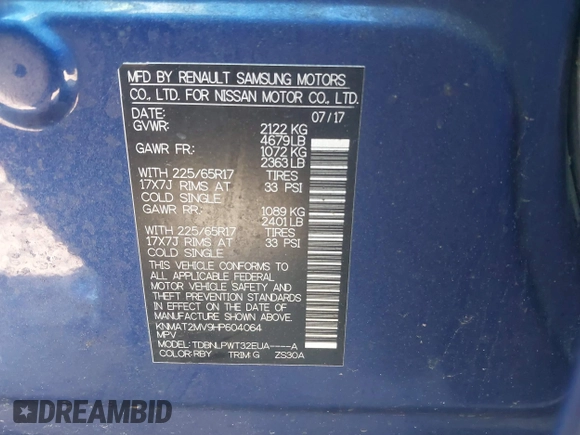 MFD BY RENAULT SAMSUNG MOTORS
CO., LTD. FOR NISSAN MOTOR CO., LTD.
DATE: 07/17
GVWR: 2122 KG
4679 LB
GAWR FR: 1072 KG
2363 LB
WITH 225/65R17 TIRES
17X7J RIMS AT 33 PSI
COLD SINGLE
GAWR RR: 1089 KG
2401 LB
WITH 225/65R17 TIRES
17X7J RIMS AT 33 PSI
COLD SINGLE
THIS VEHICLE CONFORMS TO
ALL APPLICABLE FEDERAL
MOTOR VEHICLE SAFETY AND
THEFT PREVENTION STANDARDS
IN EFFECT ON THE DATE OF
MANUFACTURE SHOWN ABOVE.
KNMAT2MV9HP604064
MPV
MODEL: TDBNLPWT32EUA----A
COLOR: RBY TRIM: G ZS30A
DREAMBID